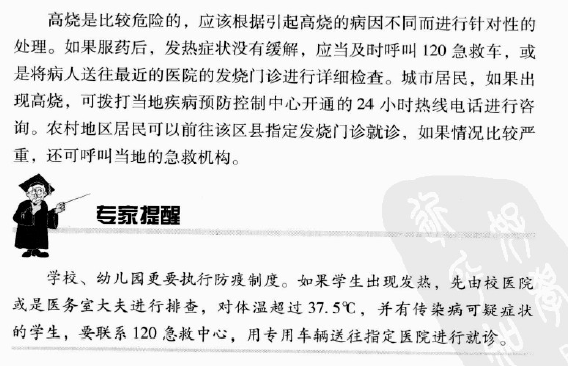 高烧是比较危险的，应该根据引起高烧的病因不同而进行针对性的
处理。如果服药后，发热症状没有缓解，应当及时呼叫 120 急救车，或
是将病人送往最近的医院的发烧门诊进行详细检查。城市居民，如果出
现高烧，可拨打当地疾病预防控制中心开通的 24 小时热线电话进行咨
询。农村地区居民可以前往该区县指定发烧门诊就诊，如果情况比较严
重，还可呼叫当地的急救机构。
专家提醒
学校、幼儿园更要执行防疫制度。如果学生出现发热，先由校医院
或是医务室大夫进行排查，对体温超过 37.5℃，并有传染病可疑症状
的学生，要联系 120 急救中心，用专用车辆送往指定医院进行就诊。